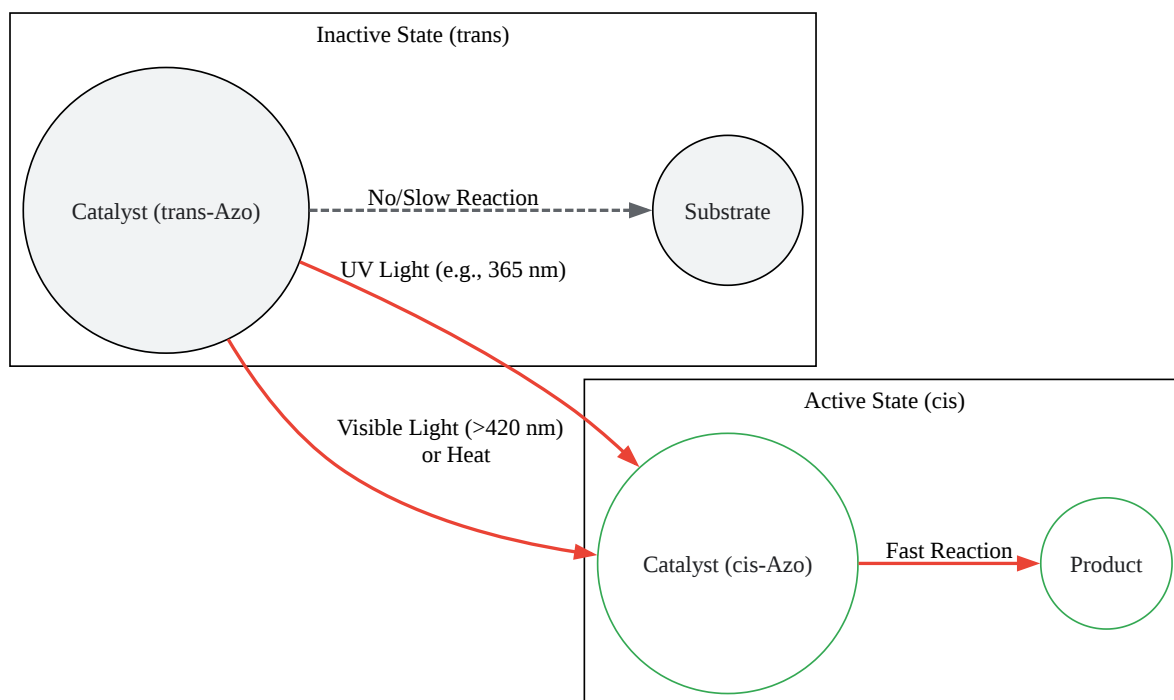 Inactive State (trans)
Catalyst (trans-Azo)
No/Slow Reaction
Substrate
UV Light (e.g., 365 nm)
Visible Light (>420 nm)
or Heat
Active State (cis)
Catalyst (cis-Azo)
Fast Reaction
Product